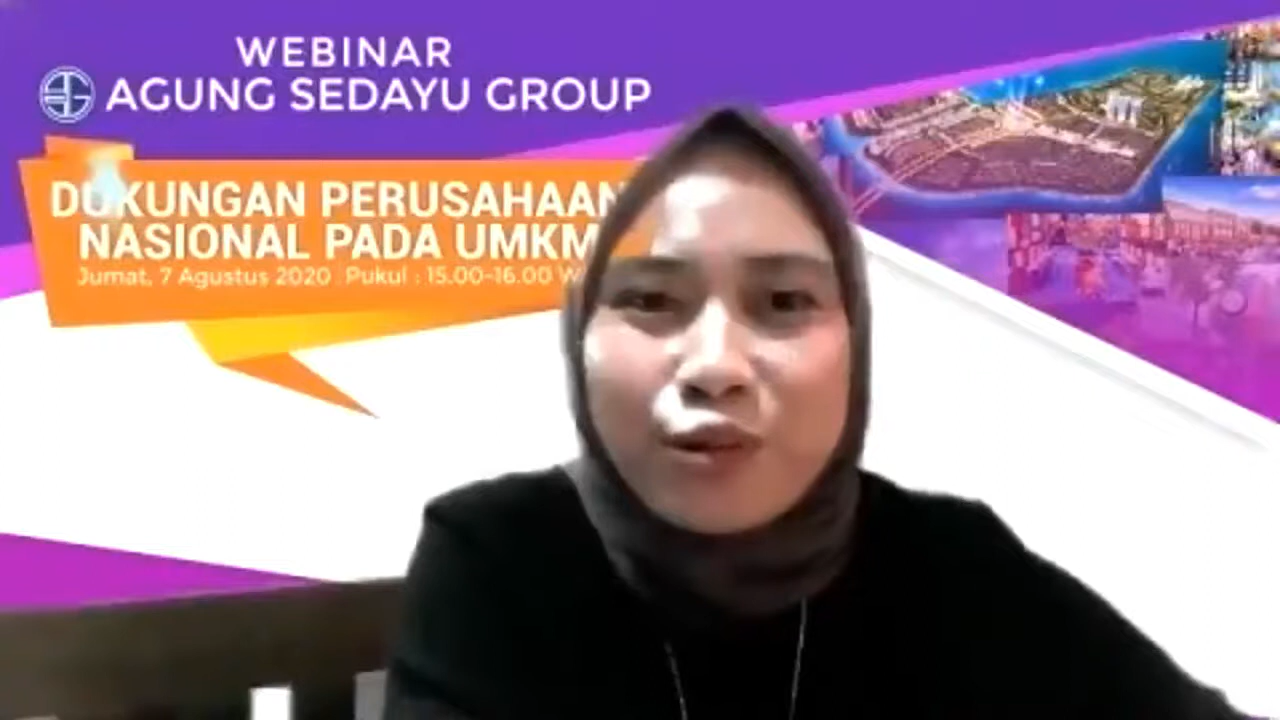 WEBINAR
AGUNG SEDAYU GROUP
DUKUNGAN PERUSAHAAN
NASIONAL PADA UMKM
Jumat, 7 Agustus 2020 Pukul : 15.00-16.00